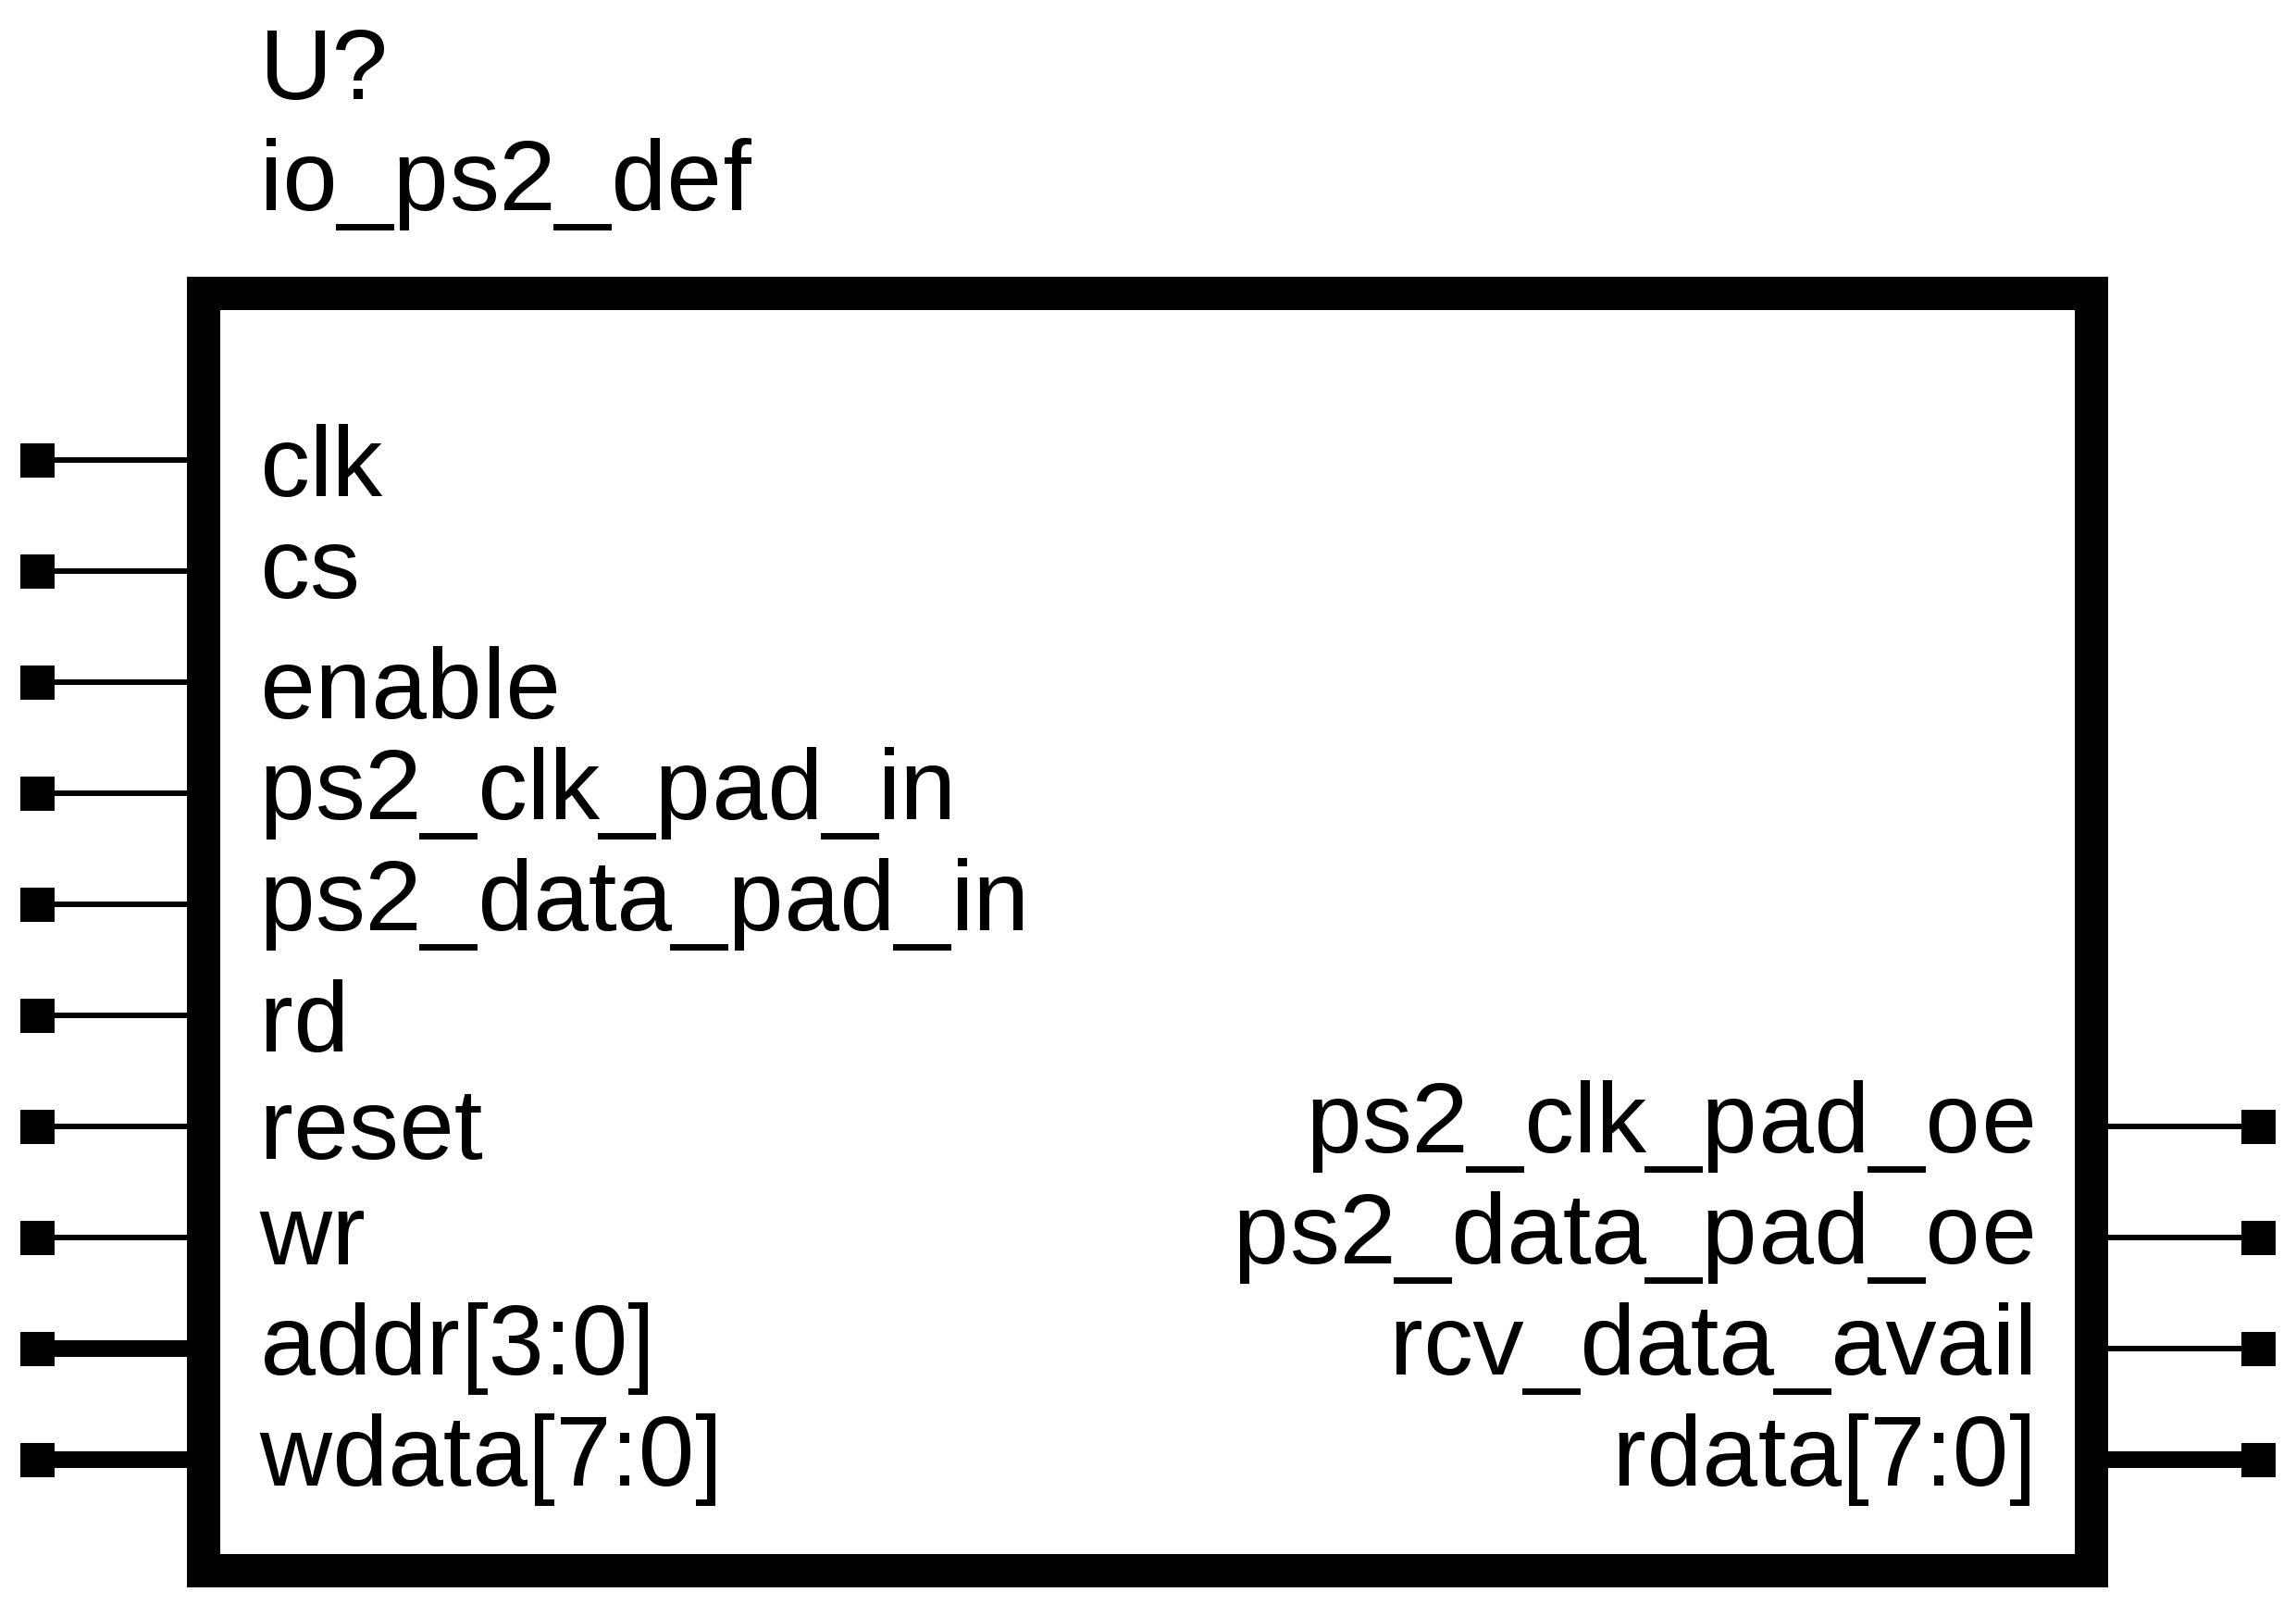 U?
io_ps2_def
clk
cs
enable
ps2_clk_pad_in
ps2_data_pad_in
rd
reset
wr
addr[3:0]
wdata[7:0]
ps2_clk_pad_oe
ps2_data_pad_oe
rcv_data_avail
rdata[7:0]